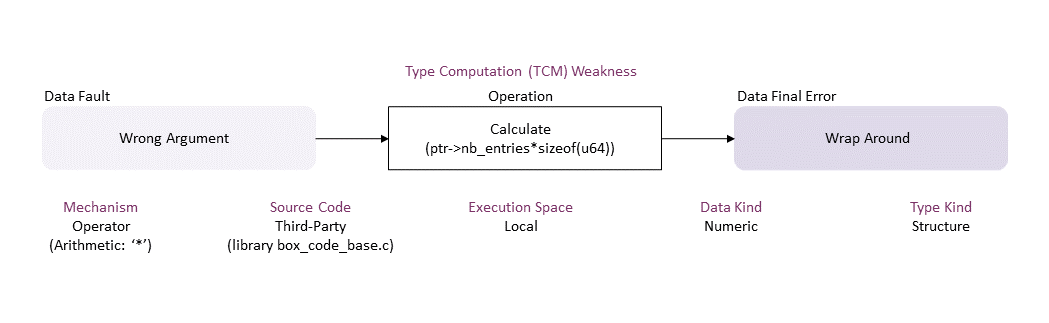 Type Computation (TCM) Weakness
Data Fault
Operation
Data Final Error
Wrong Argument
Calculate
(ptr->nb_entries*sizeof(u64))
Wrap Around
Mechanism
Operator
(Arithmetic: ‘*’)
Source Code
Third-Party
(library box_code_base.c)
Execution Space
Local
Data Kind
Numeric
Type Kind
Structure